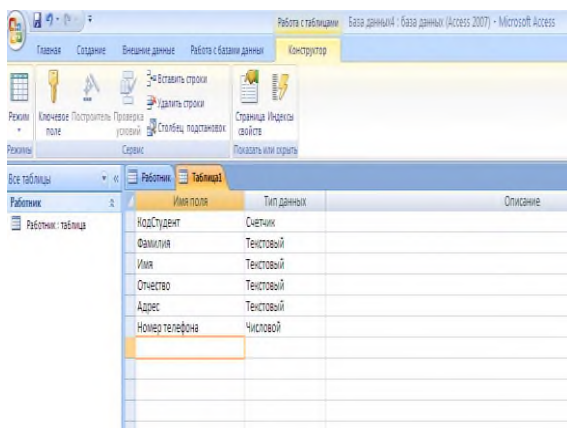 Работа с таблицами База данных4 : база данных (Access 2007) - Microsoft Access
Главная Создание Внешние данные Работа с базами данных Конструктор
Режим
Ключевое поле
Построитель
Проверка условий
Вставить строки
Удалить строки
Столбец подстановок
Страница свойств
Индексы
Режимы Сервис Показать или скрыть
Все таблицы
Работник Таблица1
Работник
Работник : таблица
Имя поля Тип данных Описание
КодСтудент Счетчик
Фамилия Текстовый
Имя Текстовый
Отчество Текстовый
Адрес Текстовый
Номер телефона Числовой